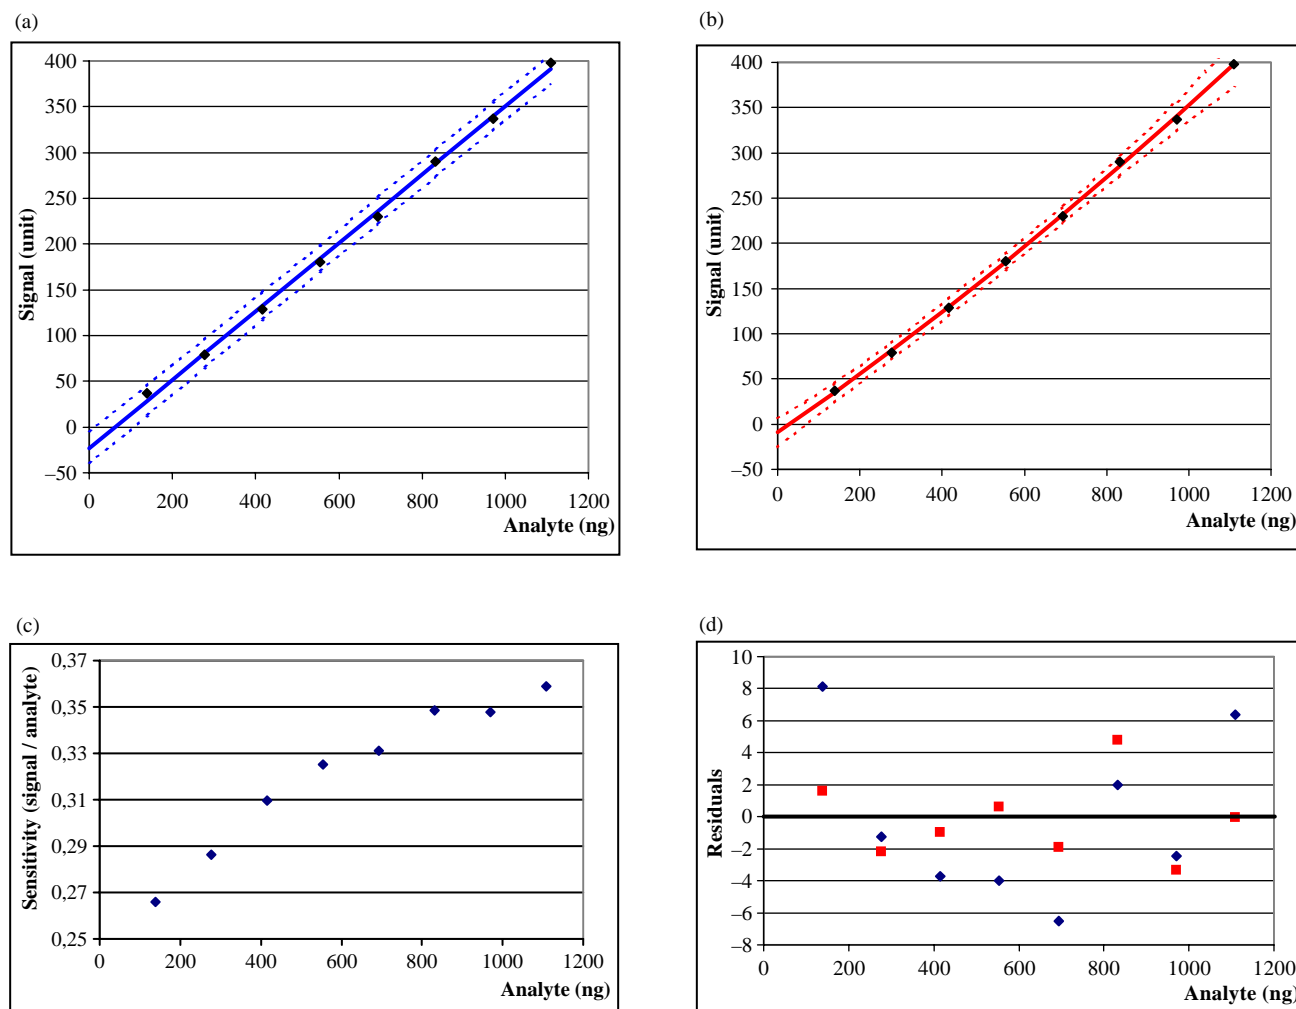 (a)
400
350
300
250
200
150
100
50
0
–50
Signal (unit)
0 200 400 600 800 1000 1200
Analyte (ng)
(b)
400
350
300
250
200
150
100
50
0
–50
Signal (unit)
0 200 400 600 800 1000 1200
Analyte (ng)
(c)
0,37
0,35
0,33
0,31
0,29
0,27
0,25
Sensitivity (signal / analyte)
0 200 400 600 800 1000 1200
Analyte (ng)
(d)
10
8
6
4
2
0
–2
–4
–6
–8
Residuals
0 200 400 600 800 1000 1200
Analyte (ng)